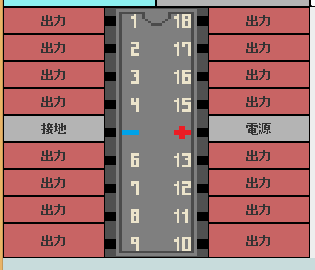 出力 1 18 出力
出力 2 17 出力
出力 3 16 出力
出力 4 15 出力
接地 電源
出力 6 13 出力
出力 7 12 出力
出力 8 11 出力
出力 9 10 出力